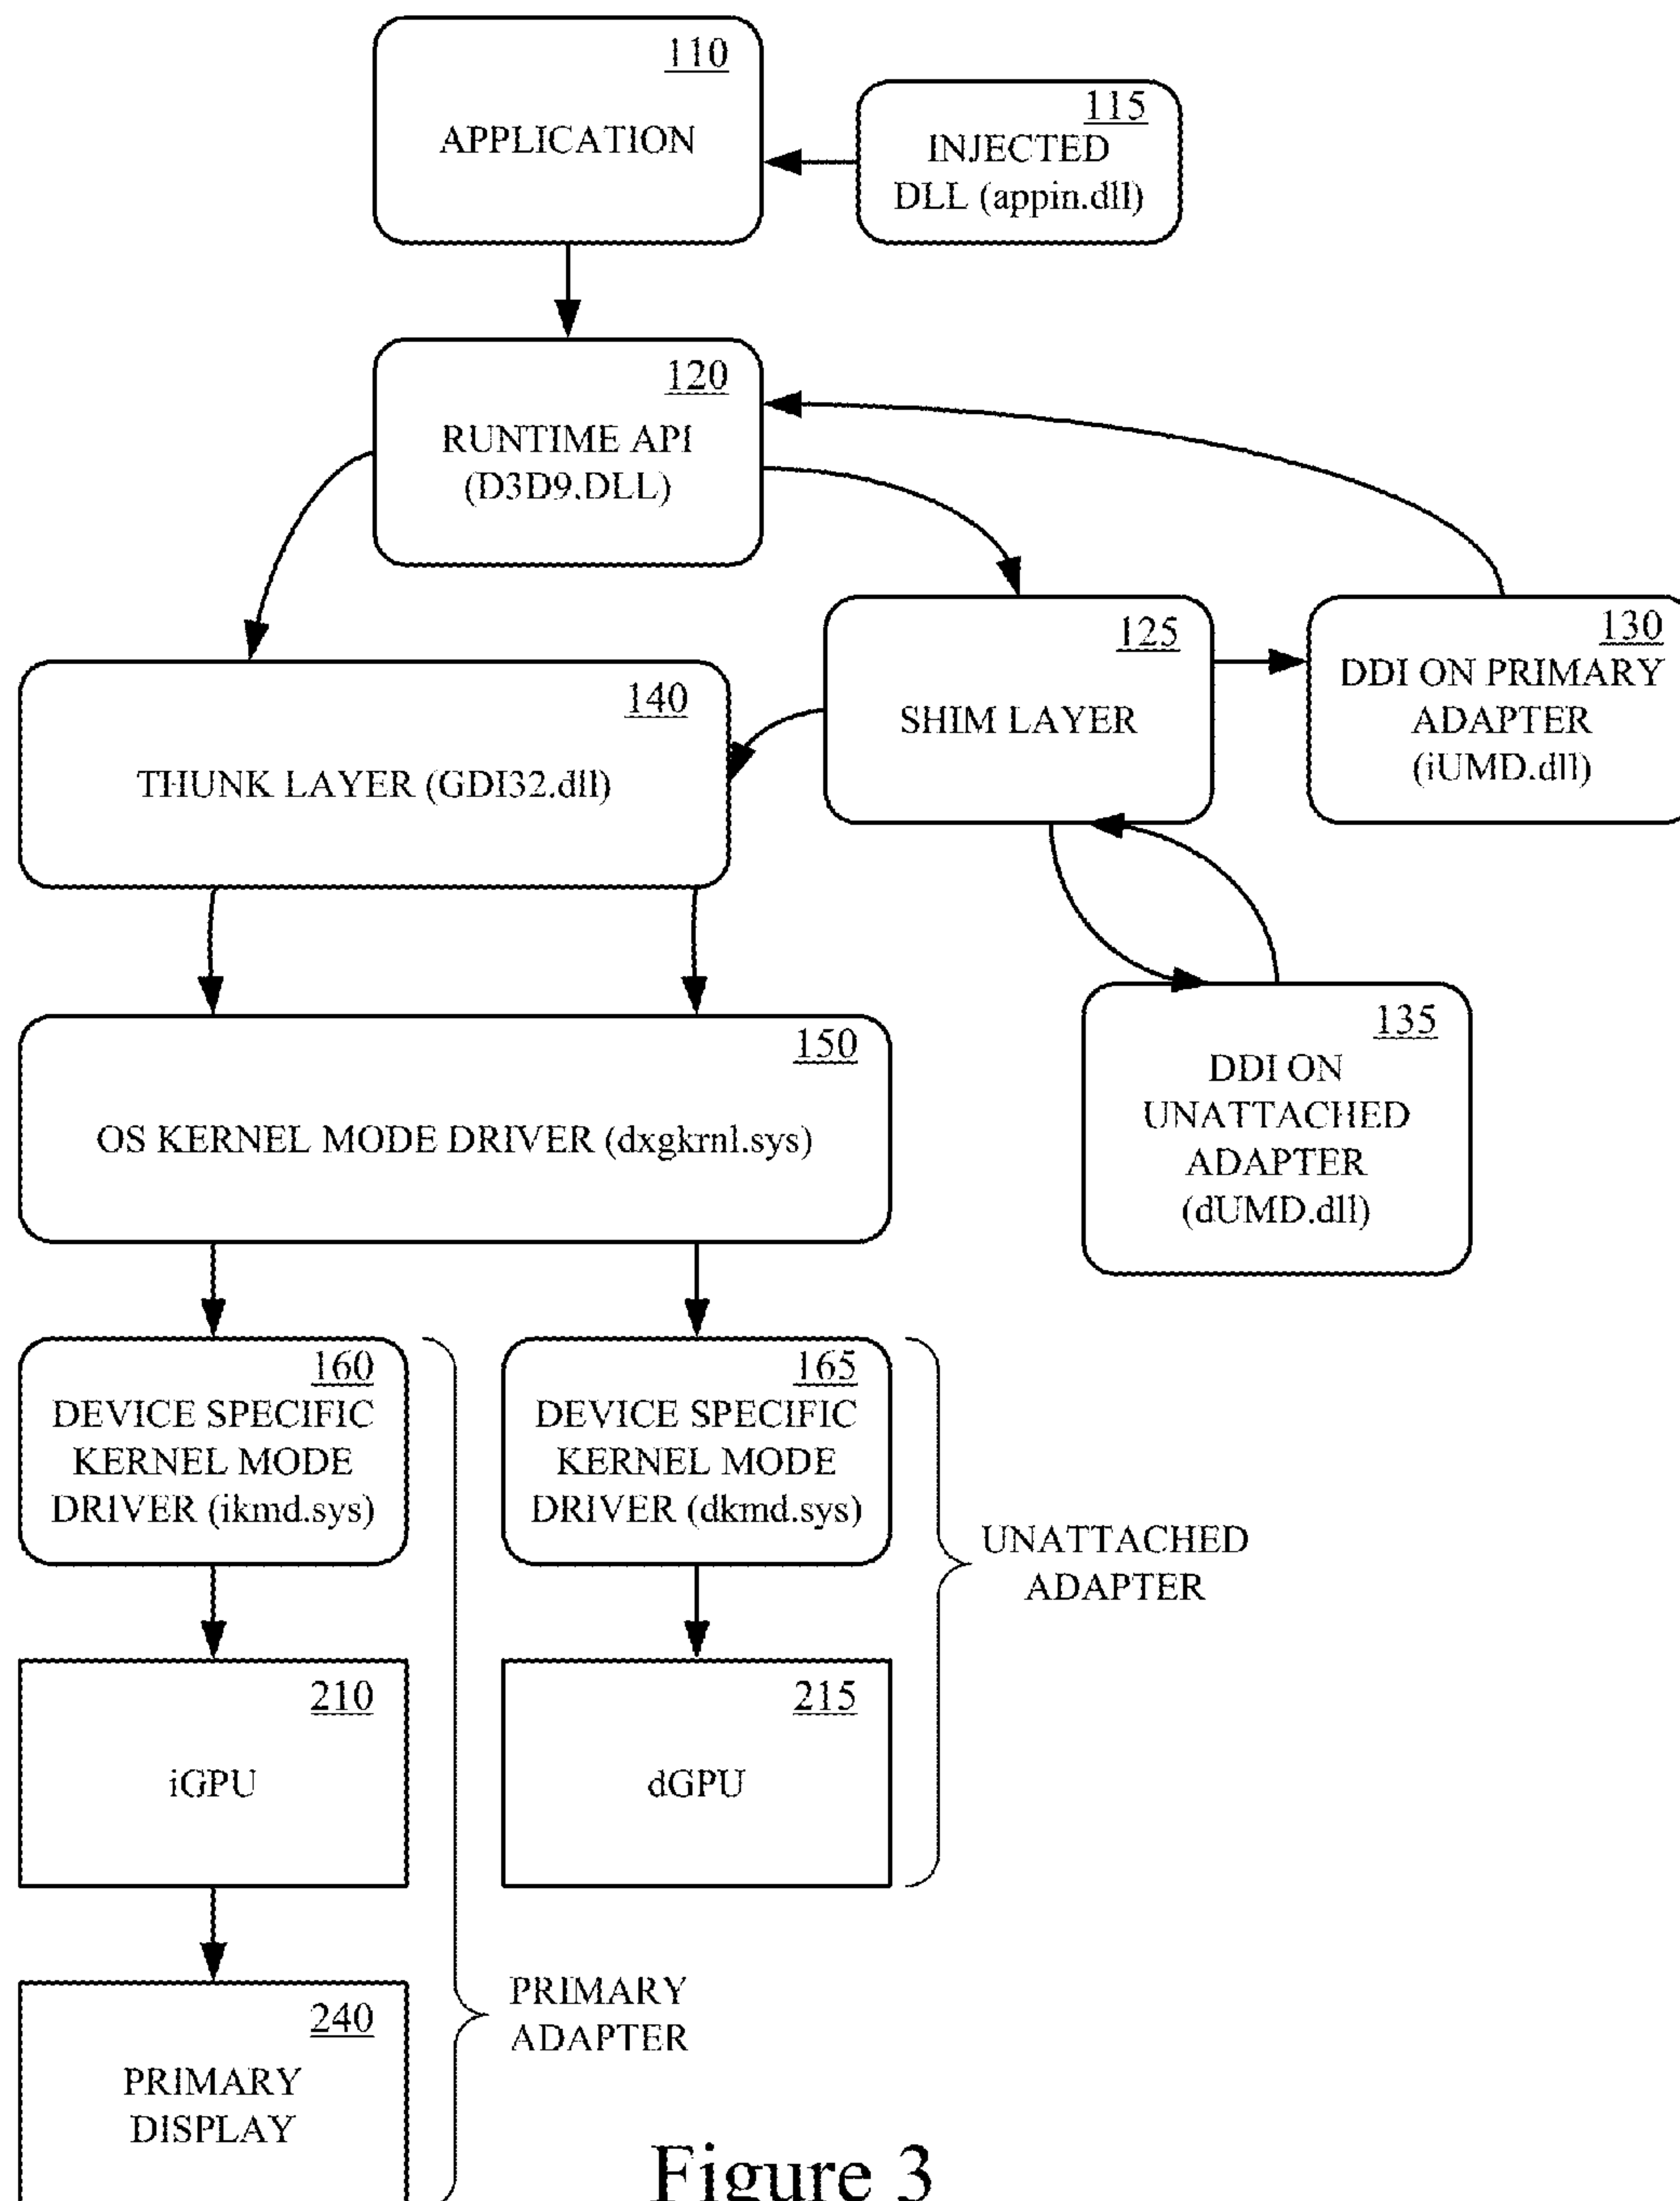 110
APPLICATION
115
INJECTED
DLL (appin.dll)
120
RUNTIME API
(D3D9.DLL)
125
SHIM LAYER
130
DDI ON PRIMARY
ADAPTER
(iUMD.dll)
140
THUNK LAYER (GDI32.dll)
135
DDI ON
UNATTACHED
ADAPTER
(dUMD.dll)
150
OS KERNEL MODE DRIVER (dxgkrnl.sys)
160
DEVICE SPECIFIC
KERNEL MODE
DRIVER (ikmd.sys)
165
DEVICE SPECIFIC
KERNEL MODE
DRIVER (dkmd.sys)
UNATTACHED
ADAPTER
210
iGPU
215
dGPU
240
PRIMARY
DISPLAY
PRIMARY
ADAPTER
Figure 3